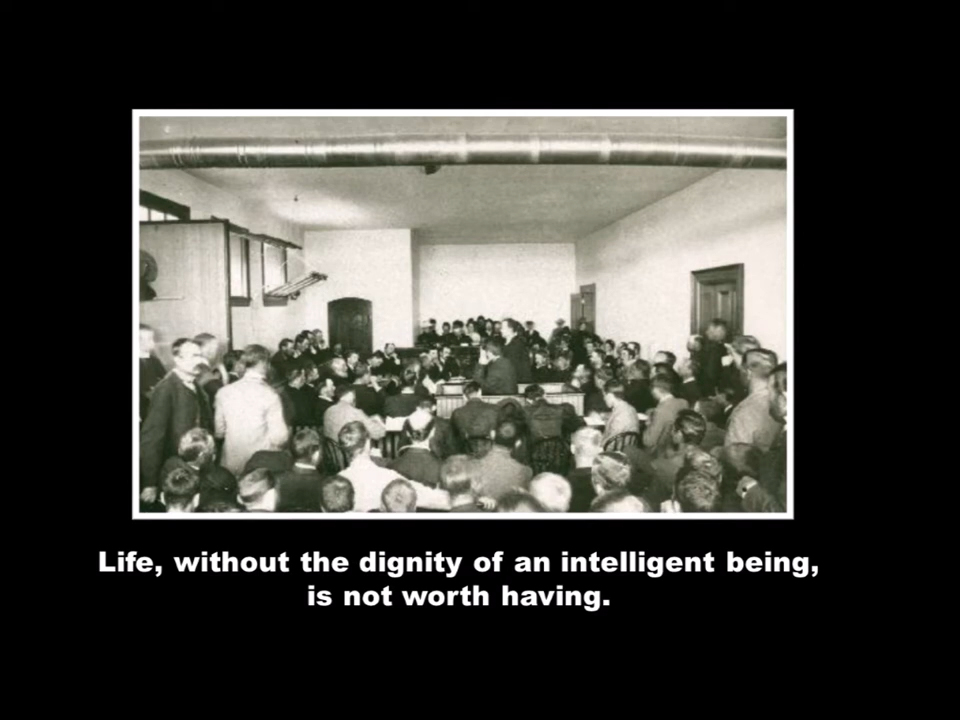 Life, without the dignity of an intelligent being,
is not worth having.